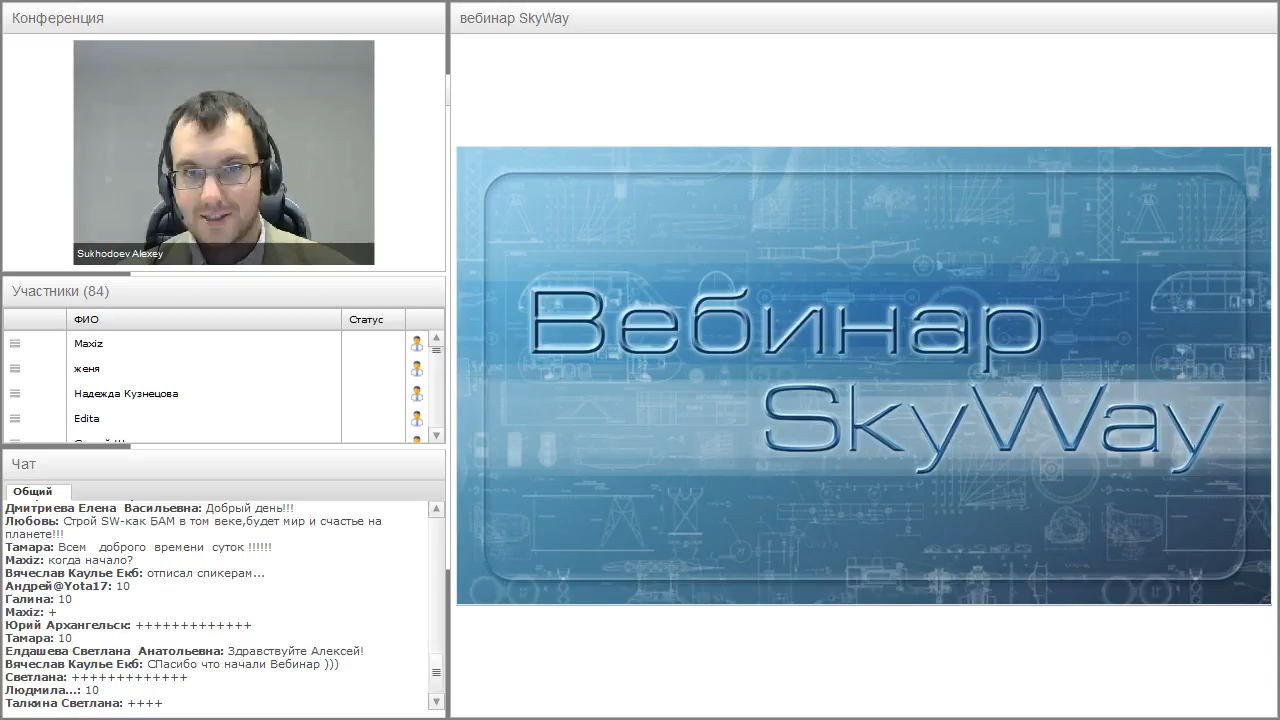 Конференция
Sukhodoev Alexey
Участники (84)
ФИО Статус
Maxiz
женя
Надежда Кузнецова
Edita
Чат
Общий
Дмитриева Елена Васильевна: Добрый день!!!
Любовь: Строй SW-как БАМ в том веке,будет мир и счастье на
планете!!!
Тамара: Всем доброго времени суток !!!!!!
Maxiz: когда начало?
Вячеслав Каулье Екб: отписал спикерам...
Андрей@Yota17: 10
Галина: 10
Maxiz: +
Юрий Архангельск: +++++++++++++
Тамара: 10
Елдашева Светлана Анатольевна: Здравствуйте Алексей!
Вячеслав Каулье Екб: СПасибо что начали Вебинар )))
Светлана: +++++++++++++
Людмила...: 10
Талкина Светлана: ++++
вебинар SkyWay
Вебинар
SkyWay